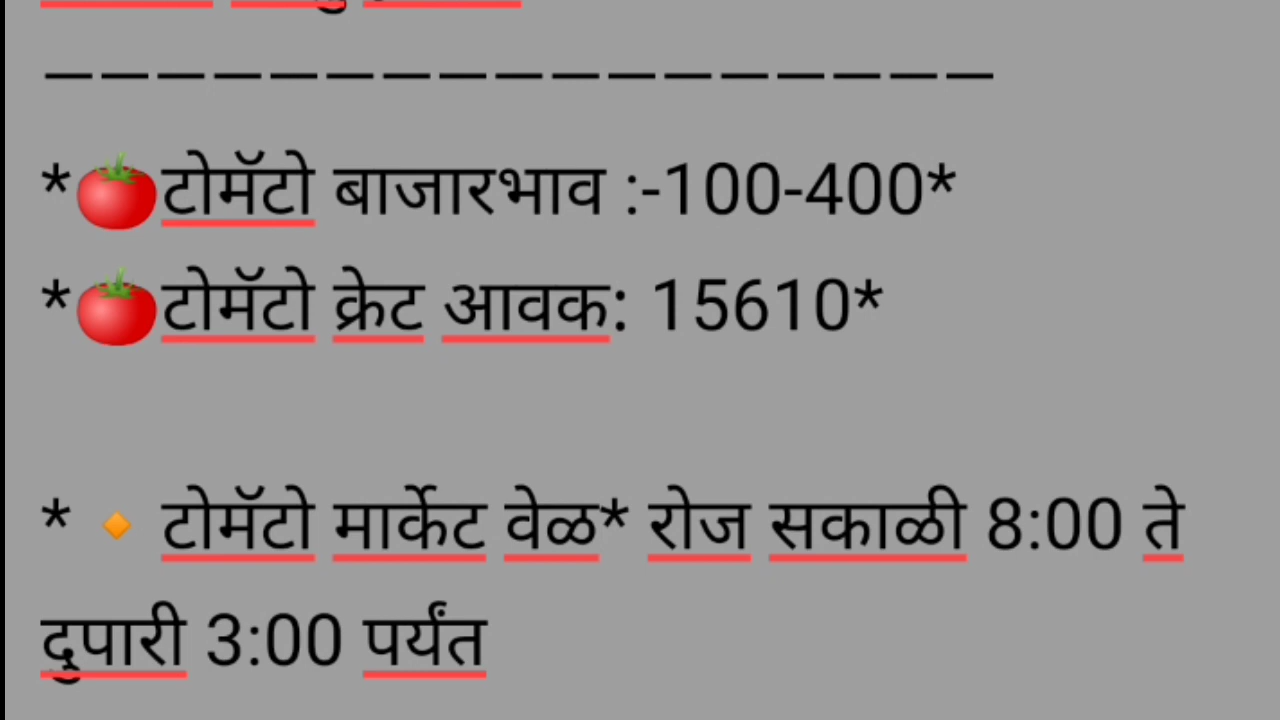 —————————————————
*🍅टोमॅटो बाजारभाव :-100-400*
*🍅टोमॅटो क्रेट आवक: 15610*
*🔸टोमॅटो मार्केट वेळ* रोज सकाळी 8:00 ते
दुपारी 3:00 पर्यंत